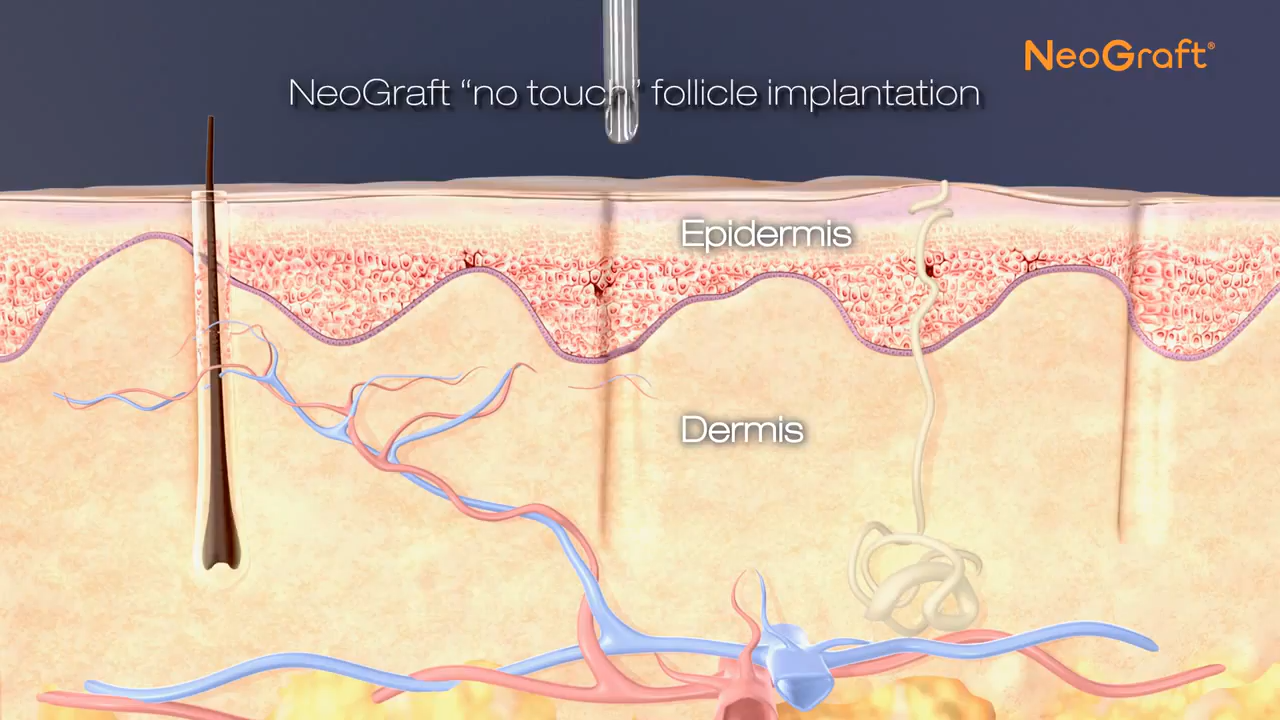 NeoGraft®
NeoGraft “no touch” follicle implantation
Epidermis
Dermis